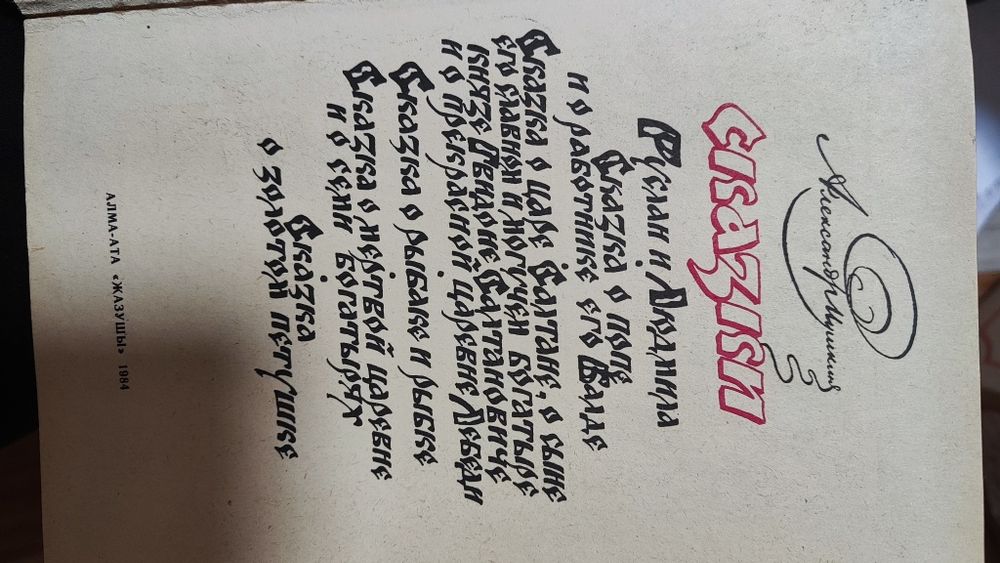 Александр Пушкин
СКАЗКИ
Руслан и Людмила
Сказка о попе
и о работнике его Балде
Сказка о царе Салтане, о сыне
его славном и могучем богатыре
князе Гвидоне Салтановиче
и о прекрасной царевне Лебеди
Сказка о рыбаке и рыбке
Сказка о мертвой царевне
и о семи богатырях
Сказка
о золотом петушке
АЛМА-АТА «ЖАЗУШЫ» 1984